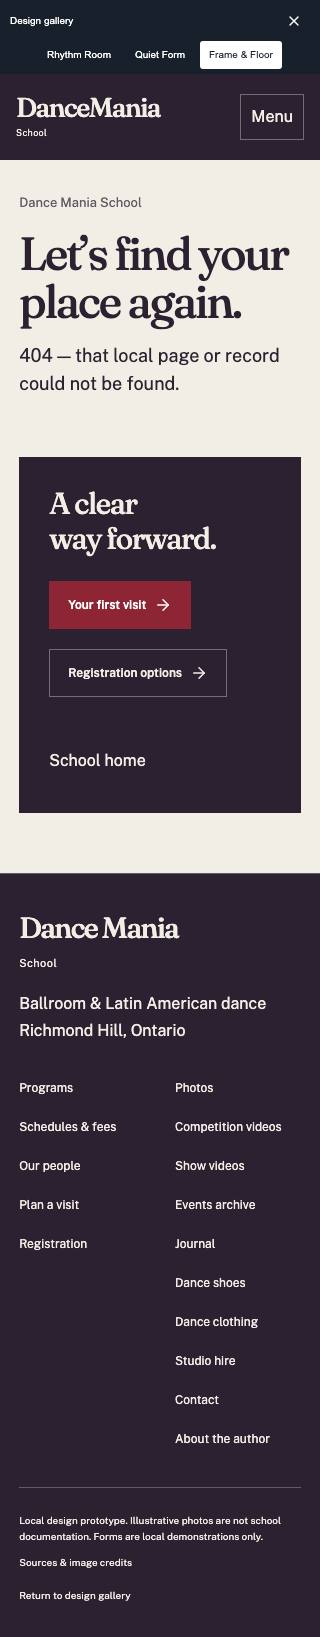 Design gallery
Rhythm Room
Quiet Form
Frame & Floor
DanceMania
School
Menu
Dance Mania School
Let's find your
place again.
404 — that local page or record
could not be found.
A clear
way forward.
Your first visit
Registration options
School home
Dance Mania
School
Ballroom & Latin American dance
Richmond Hill, Ontario
Programs
Schedules & fees
Our people
Plan a visit
Registration
Photos
Competition videos
Show videos
Events archive
Journal
Dance shoes
Dance clothing
Studio hire
Contact
About the author
Local design prototype. Illustrative photos are not school
documentation. Forms are local demonstrations only.
Sources & image credits
Return to design gallery